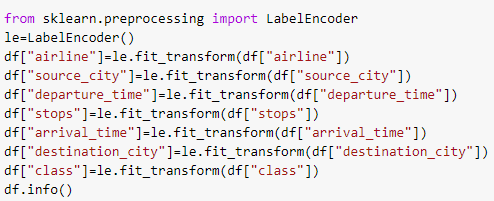 from sklearn.preprocessing import LabelEncoder
le=LabelEncoder()
df["airline"]=le.fit_transform(df["airline"])
df["source_city"]=le.fit_transform(df["source_city"])
df["departure_time"]=le.fit_transform(df["departure_time"])
df["stops"]=le.fit_transform(df["stops"])
df["arrival_time"]=le.fit_transform(df["arrival_time"])
df["destination_city"]=le.fit_transform(df["destination_city"])
df["class"]=le.fit_transform(df["class"])
df.info()